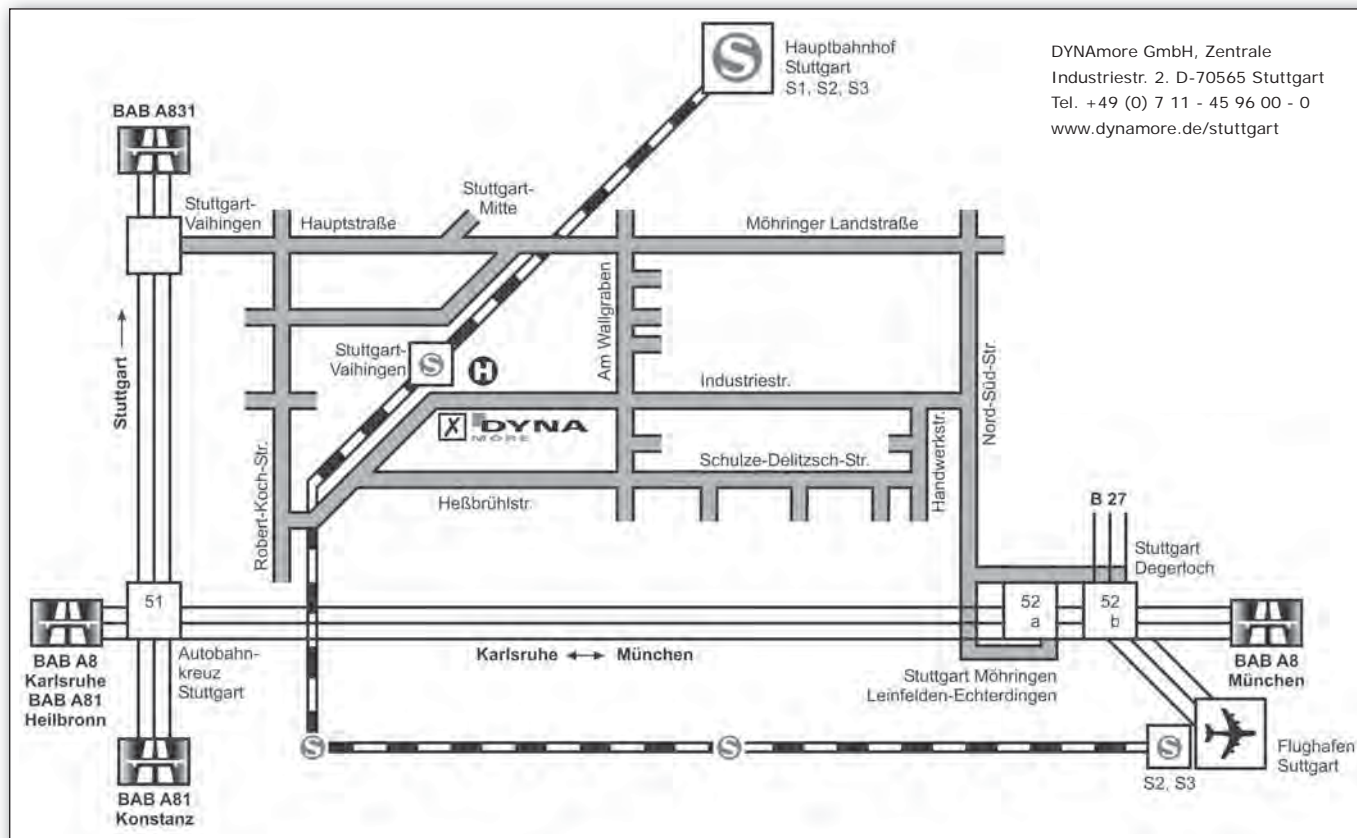 Hauptbahnhof
Stuttgart
S1, S2, S3
DYNAmore GmbH, Zentrale
Industriestr. 2. D-70565 Stuttgart
Tel. +49 (0) 7 11 - 45 96 00 - 0
www.dynamore.de/stuttgart
BAB A831
Stuttgart-
Vaihingen
Hauptstraße
Stuttgart-
Mitte
Möhringer Landstraße
Stuttgart
Stuttgart-
Vaihingen
S
S
H
Am Wallgraben
Industriestr.
Nord-Süd-Str.
X
DYNA
MORE
Robert-Koch-Str.
Heßbrühlstr.
Schulze-Delitzsch-Str.
Handwerkstr.
B 27
Stuttgart
Degerloch
51
52
a
52
b
BAB A8
Karlsruhe
BAB A81
Heilbronn
Autobahn-
kreuz
Stuttgart
Karlsruhe
München
Stuttgart Möhringen
Leinfelden-Echterdingen
BAB A8
München
S
S
S
S2, S3
Flughafen
Suttgart
BAB A81
Konstanz